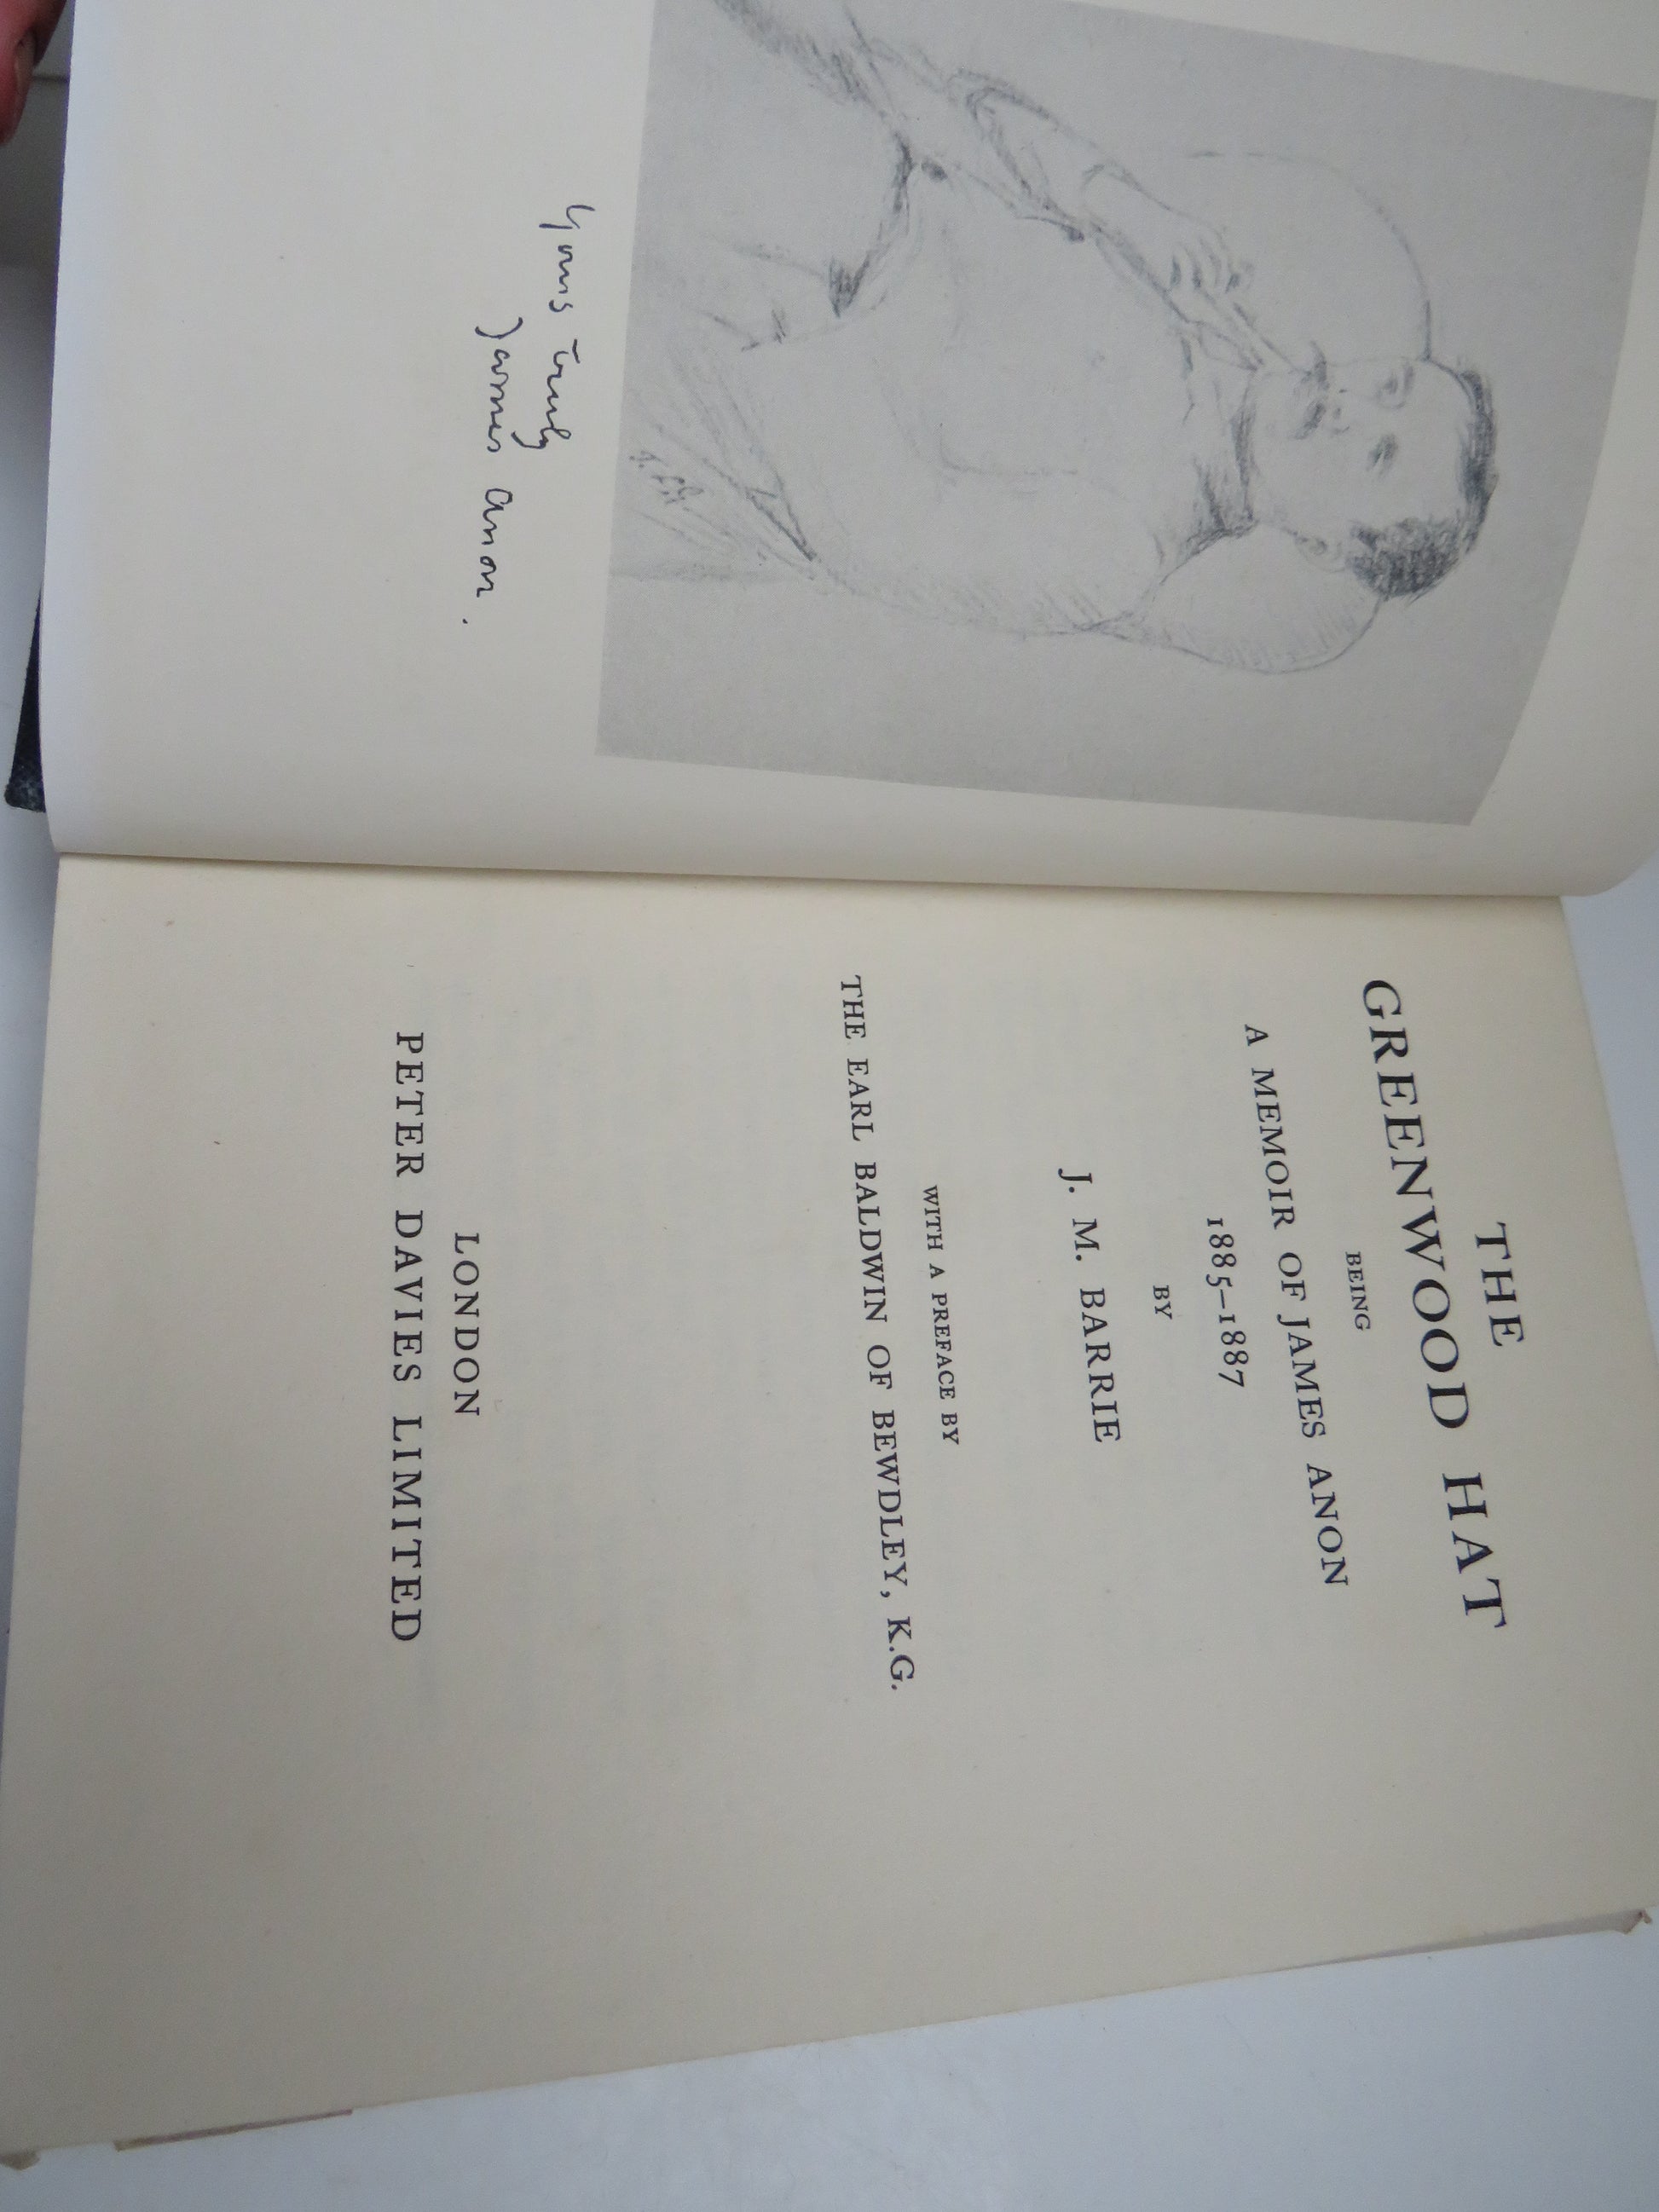 Yours truly
James Anon.
THE
GREENWOOD HAT
BEING
A MEMOIR OF JAMES ANON
1885–1887
BY
J. M. BARRIE
WITH A PREFACE BY
THE EARL BALDWIN OF BEWDLEY, K.G.
LONDON
PETER DAVIES LIMITED